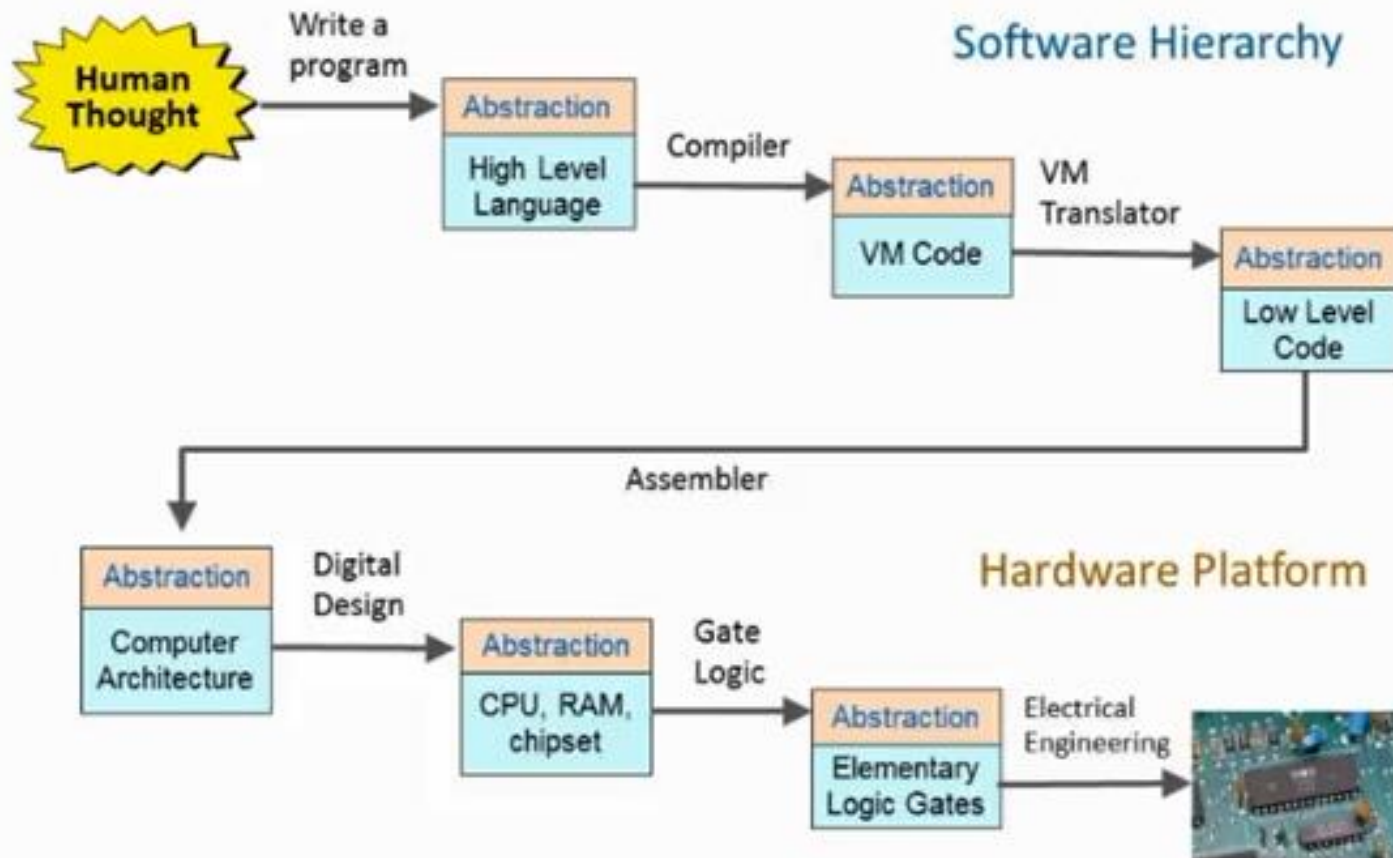 Software Hierarchy
Human
Thought
Write a
program
Abstraction
High Level
Language
Compiler
Abstraction
VM Code
VM
Translator
Abstraction
Low Level
Code
Assembler
Hardware Platform
Abstraction
Computer
Architecture
Digital
Design
Abstraction
CPU, RAM,
chipset
Gate
Logic
Abstraction
Elementary
Logic Gates
Electrical
Engineering